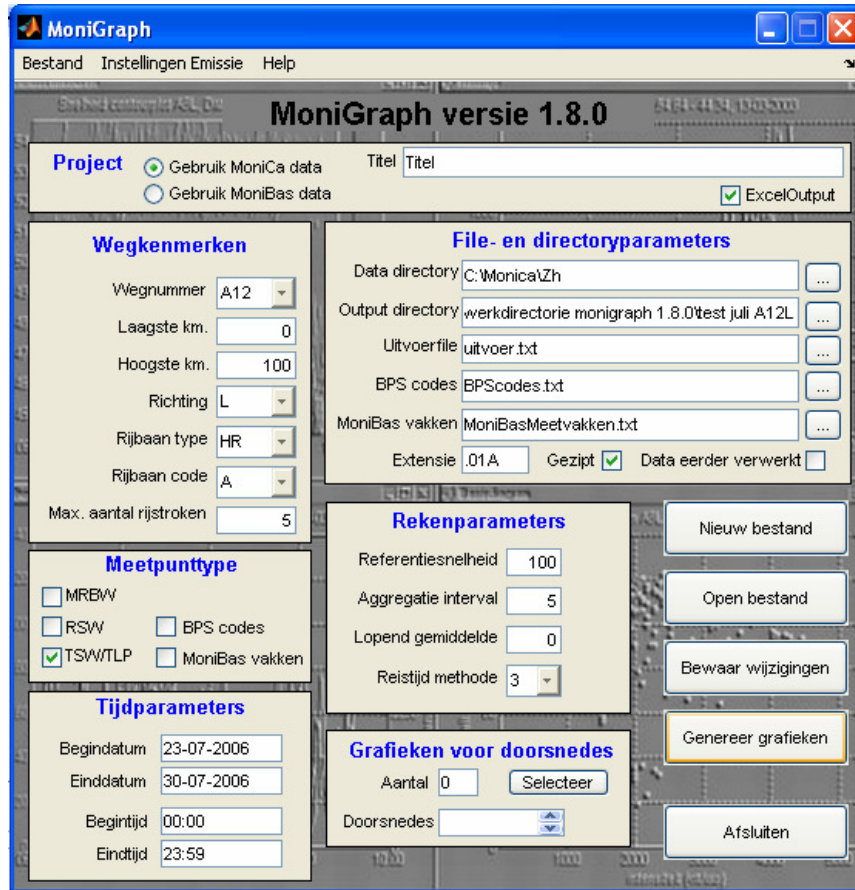 MoniGraph
Bestand Instellingen Emissie Help
MoniGraph versie 1.8.0
Project
Gebruik MoniCa data
Gebruik MoniBas data
Titel Titel
ExcelOutput
Wegkenmerken
Wegnummer A12
Laagste km. 0
Hoogste km. 100
Richting L
Rijbaan type HR
Rijbaan code A
Max. aantal rijstroken 5
File- en directoryparameters
Data directory C:\Monica\Zh ...
Output directory werkdirectorie monigraph 1.8.0\test juli A12L ...
Uitvoerfile uitvoer.txt ...
BPS codes BPScodes.txt ...
MoniBas vakken MoniBasMeetvakken.txt ...
Extensie .01A Gezipt Data eerder verwerkt
Meetpunttype
MRBW
RSW BPS codes
TSW/TLP MoniBas vakken
Rekenparameters
Referentiesnelheid 100
Aggregatie interval 5
Lopend gemiddelde 0
Reistijd methode 3
Tijdparameters
Begindatum 23-07-2006
Einddatum 30-07-2006
Begintijd 00:00
Eindtijd 23:59
Grafieken voor doorsnedes
Aantal 0 Selecteer
Doorsnedes
Nieuw bestand
Open bestand
Bewaar wijzigingen
Genereer grafieken
Afsluiten